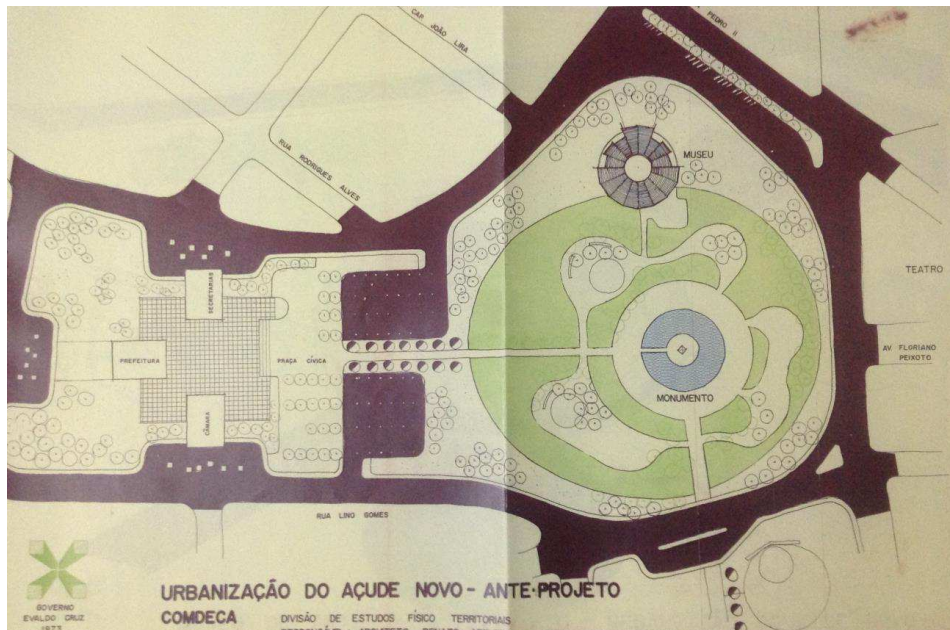 CAP. JOÃO LIRA
PEDRO II
RUA RODRIGUES ALVES
MUSEU
TEATRO
SECRETARIAS
PREFEITURA
PRAÇA CÍVICA
CÂMARA
AV FLORIANO
PEIXOTO
MONUMENTO
RUA LINO GOMES
GOVERNO
EVALDO CRUZ
1973
URBANIZAÇÃO DO AÇUDE NOVO - ANTE-PROJETO
COMDECA
DIVISÃO DE ESTUDOS FÍSICO TERRITORIAIS